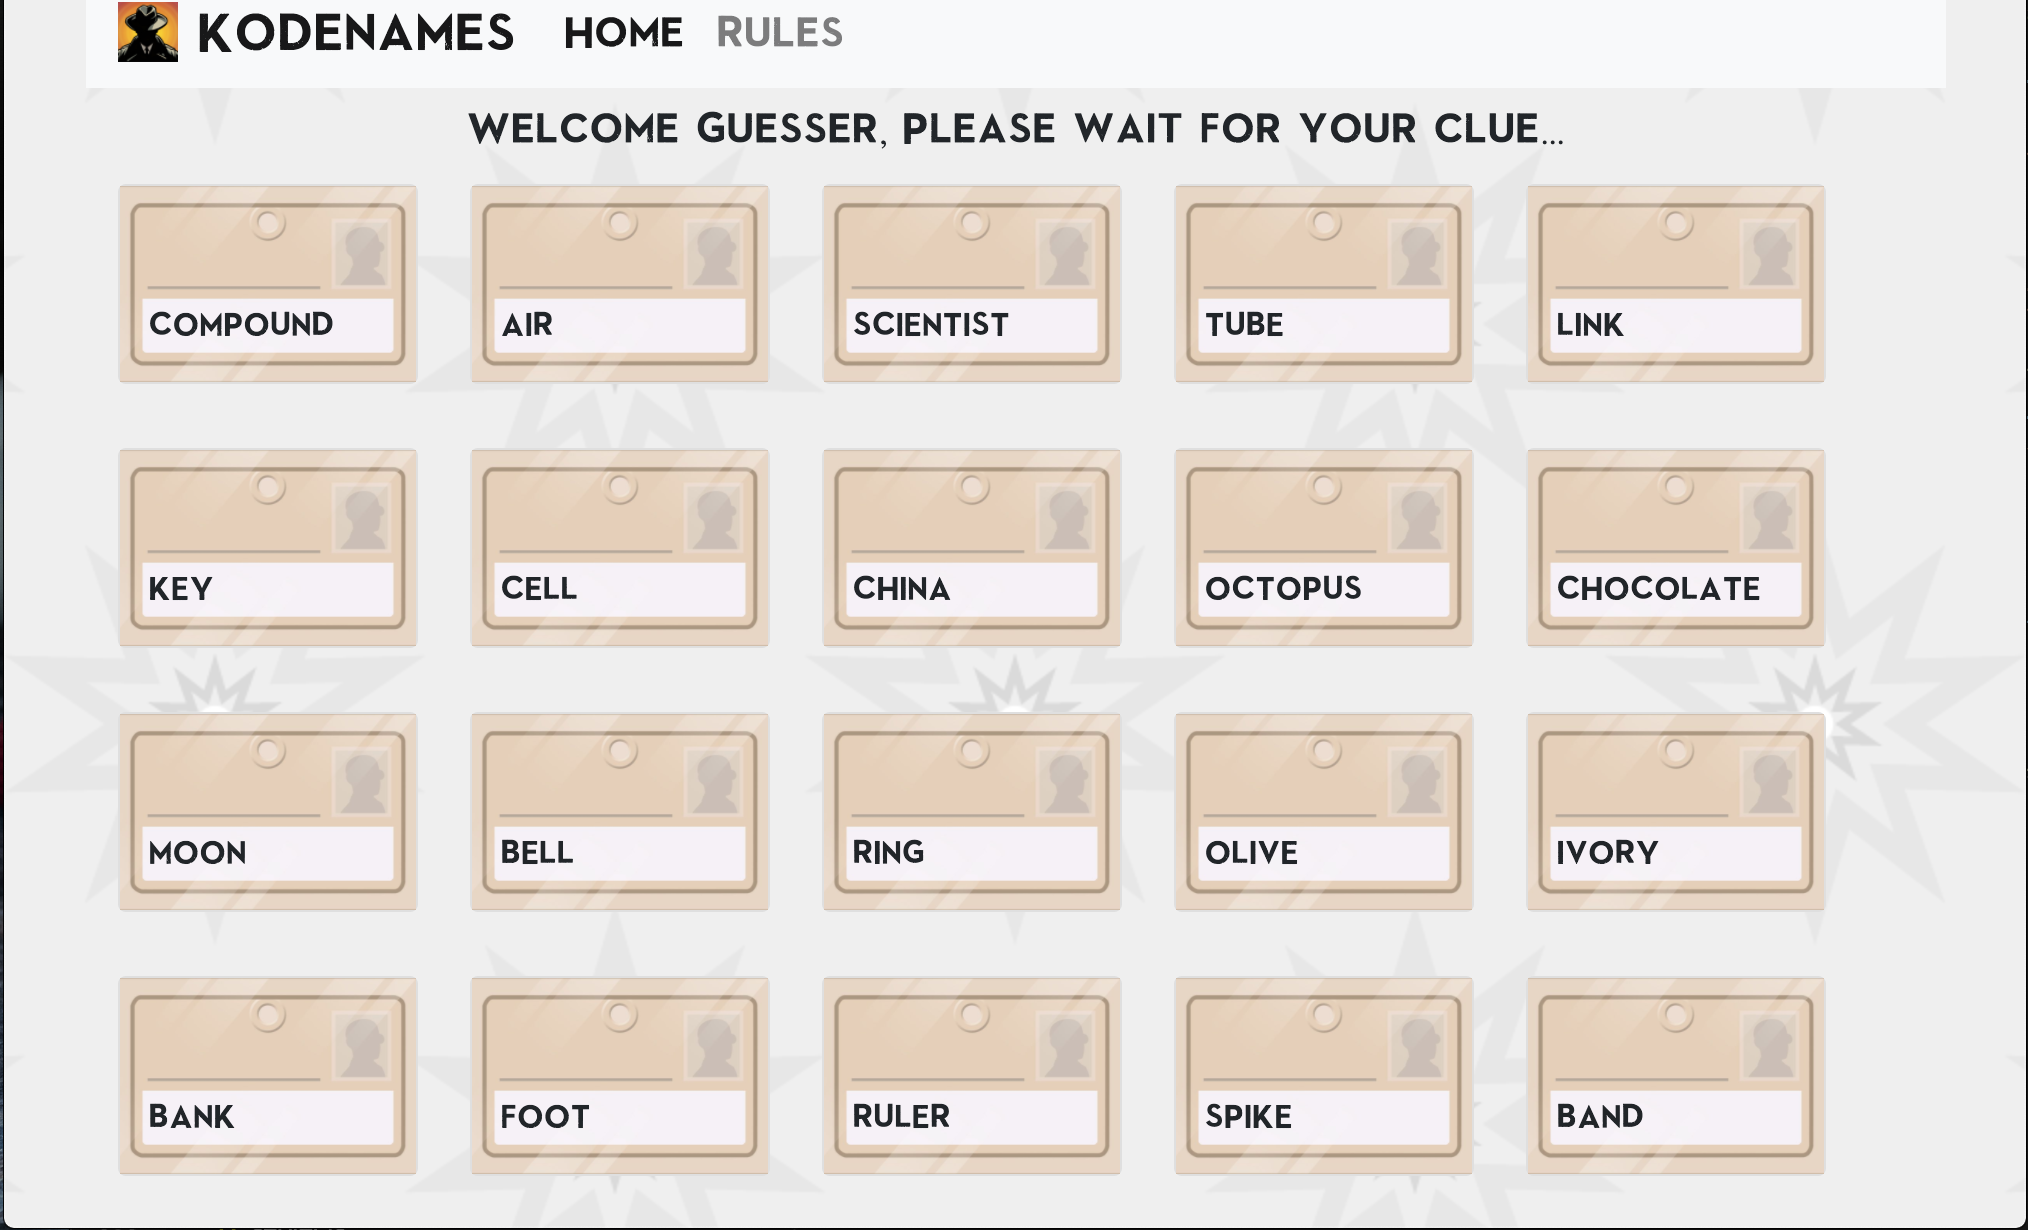 KODENAMES HOME RULES
WELCOME GUESSER, PLEASE WAIT FOR YOUR CLUE...
COMPOUND AIR SCIENTIST TUBE LINK
KEY CELL CHINA OCTOPUS CHOCOLATE
MOON BELL RING OLIVE IVORY
BANK FOOT RULER SPIKE BAND